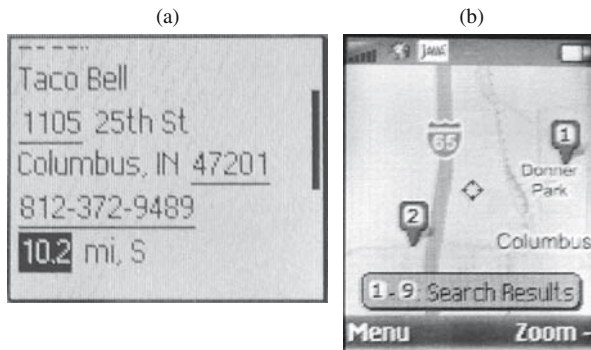 (a)
Taco Bell
1105 25th St
Columbus, IN 47201
812-372-9489
10.2 mi, S
(b)
JAVA
65
1
Donner
Park
2
Columbus
1 - 9: Search Results
Menu Zoom -